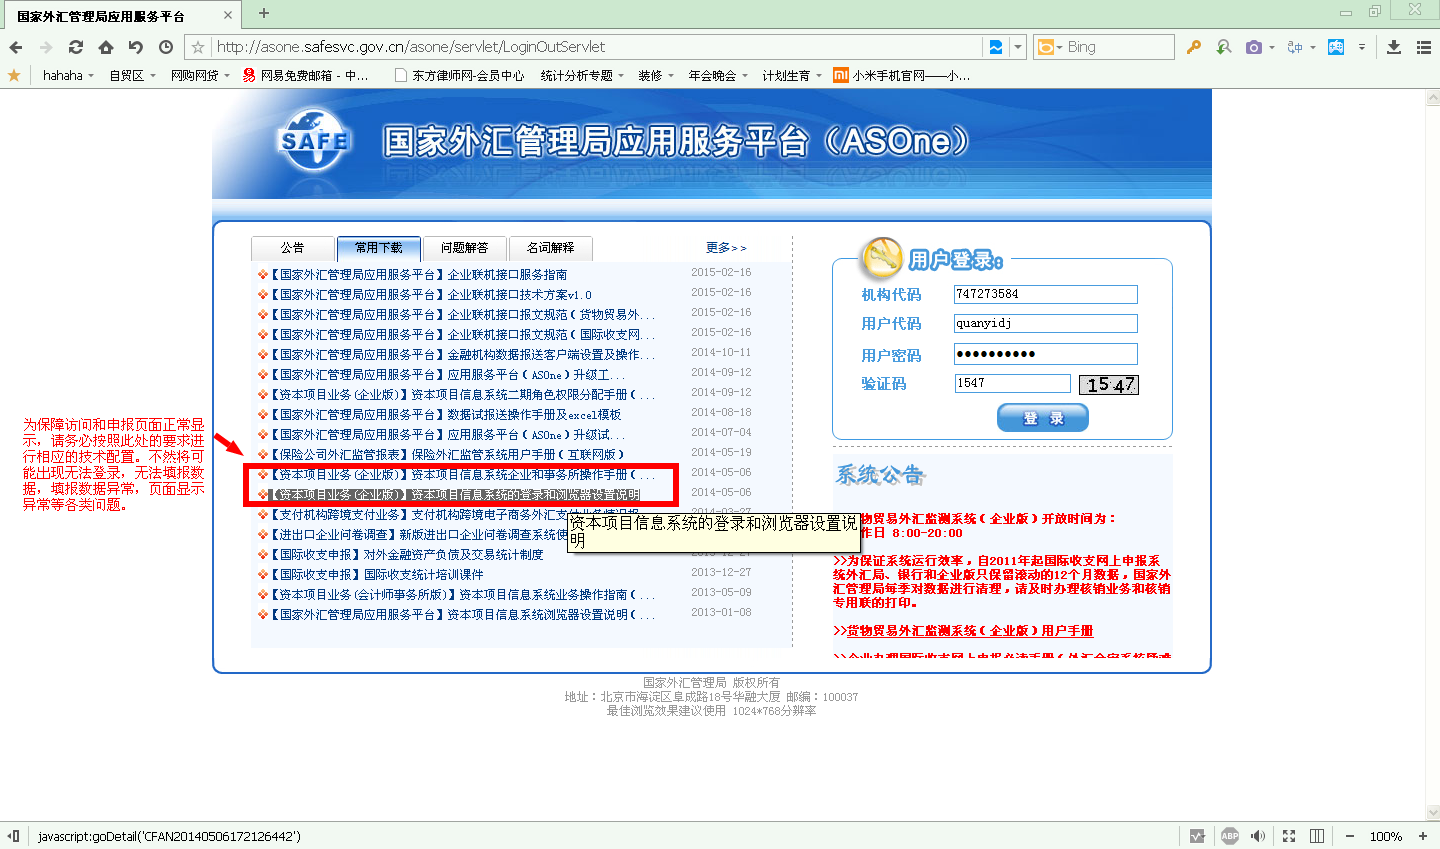 国家外汇管理局应用服务平台
http://asone.safesvc.gov.cn/asone/servlet/LoginOutServlet
Bing
hahaha
自贸区
网购网贷
网易免费邮箱 - 中...
东方律师网-会员中心
统计分析专题
装修
年会晚会
计划生育
小米手机官网——小...
SAFE
国家外汇管理局应用服务平台（ASOne）
公告
常用下载
问题解答
名词解释
更多>>
【国家外汇管理局应用服务平台】企业联机接口服务指南 2015-02-16
【国家外汇管理局应用服务平台】企业联机接口技术方案v1.0 2015-02-16
【国家外汇管理局应用服务平台】企业联机接口报文规范（货物贸易外... 2015-02-16
【国家外汇管理局应用服务平台】企业联机接口报文规范（国际收支网... 2015-02-16
【国家外汇管理局应用服务平台】金融机构数据报送客户端设置及操作... 2014-10-11
【国家外汇管理局应用服务平台】应用服务平台（ASOne）升级工... 2014-09-12
【资本项目业务(企业版)】资本项目信息系统二期角色权限分配手册（... 2014-09-12
【国家外汇管理局应用服务平台】数据试报送操作手册及excel模板 2014-08-18
【国家外汇管理局应用服务平台】应用服务平台（ASOne）升级试... 2014-07-04
【保险公司外汇监管报表】保险外汇监管系统用户手册（互联网版） 2014-05-19
【资本项目业务(企业版)】资本项目信息系统企业和事务所操作手册（... 2014-05-06
【资本项目业务(企业版)】资本项目信息系统的登录和浏览器设置说明 2014-05-06
【支付机构跨境支付业务】支付机构跨境电子商务外汇支付业务情况报 2014-03-27
【进出口企业问卷调查】新版进出口企业问卷调查系统使
【国际收支申报】对外金融资产负债及交易统计制度 2013-12-27
【国际收支申报】国际收支统计培训课件 2013-12-27
【资本项目业务(会计师事务所版)】资本项目信息系统业务操作指南（... 2013-05-09
【国家外汇管理局应用服务平台】资本项目信息系统浏览器设置说明（... 2013-01-08
资本项目信息系统的登录和浏览器设置说
明
为保障访问和申报页面正常显
示，请务必按照此处的要求进
行相应的技术配置。不然将可
能出现无法登录，无法填报数
据，填报数据异常，页面显示
异常等各类问题。
用户登录：
机构代码 747273584
用户代码 quanyidj
用户密码 ●●●●●●●●●●
验证码 1547 1547
登 录
系统公告
物贸易外汇监测系统（企业版）开放时间为：
作日 8:00-20:00
>>为保证系统运行效率，自2011年起国际收支网上申报系
统外汇局、银行和企业版只保留滚动的12个月数据，国家外
汇管理局每季对数据进行清理，请及时办理核销业务和核销
专用联的打印。
>>货物贸易外汇监测系统（企业版）用户手册
国家外汇管理局 版权所有
地址：北京市海淀区阜成路18号华融大厦 邮编：100037
最佳浏览效果建议使用 1024*768分辨率
javascript:goDetail('CFAN20140506172126442')
ABP
100%